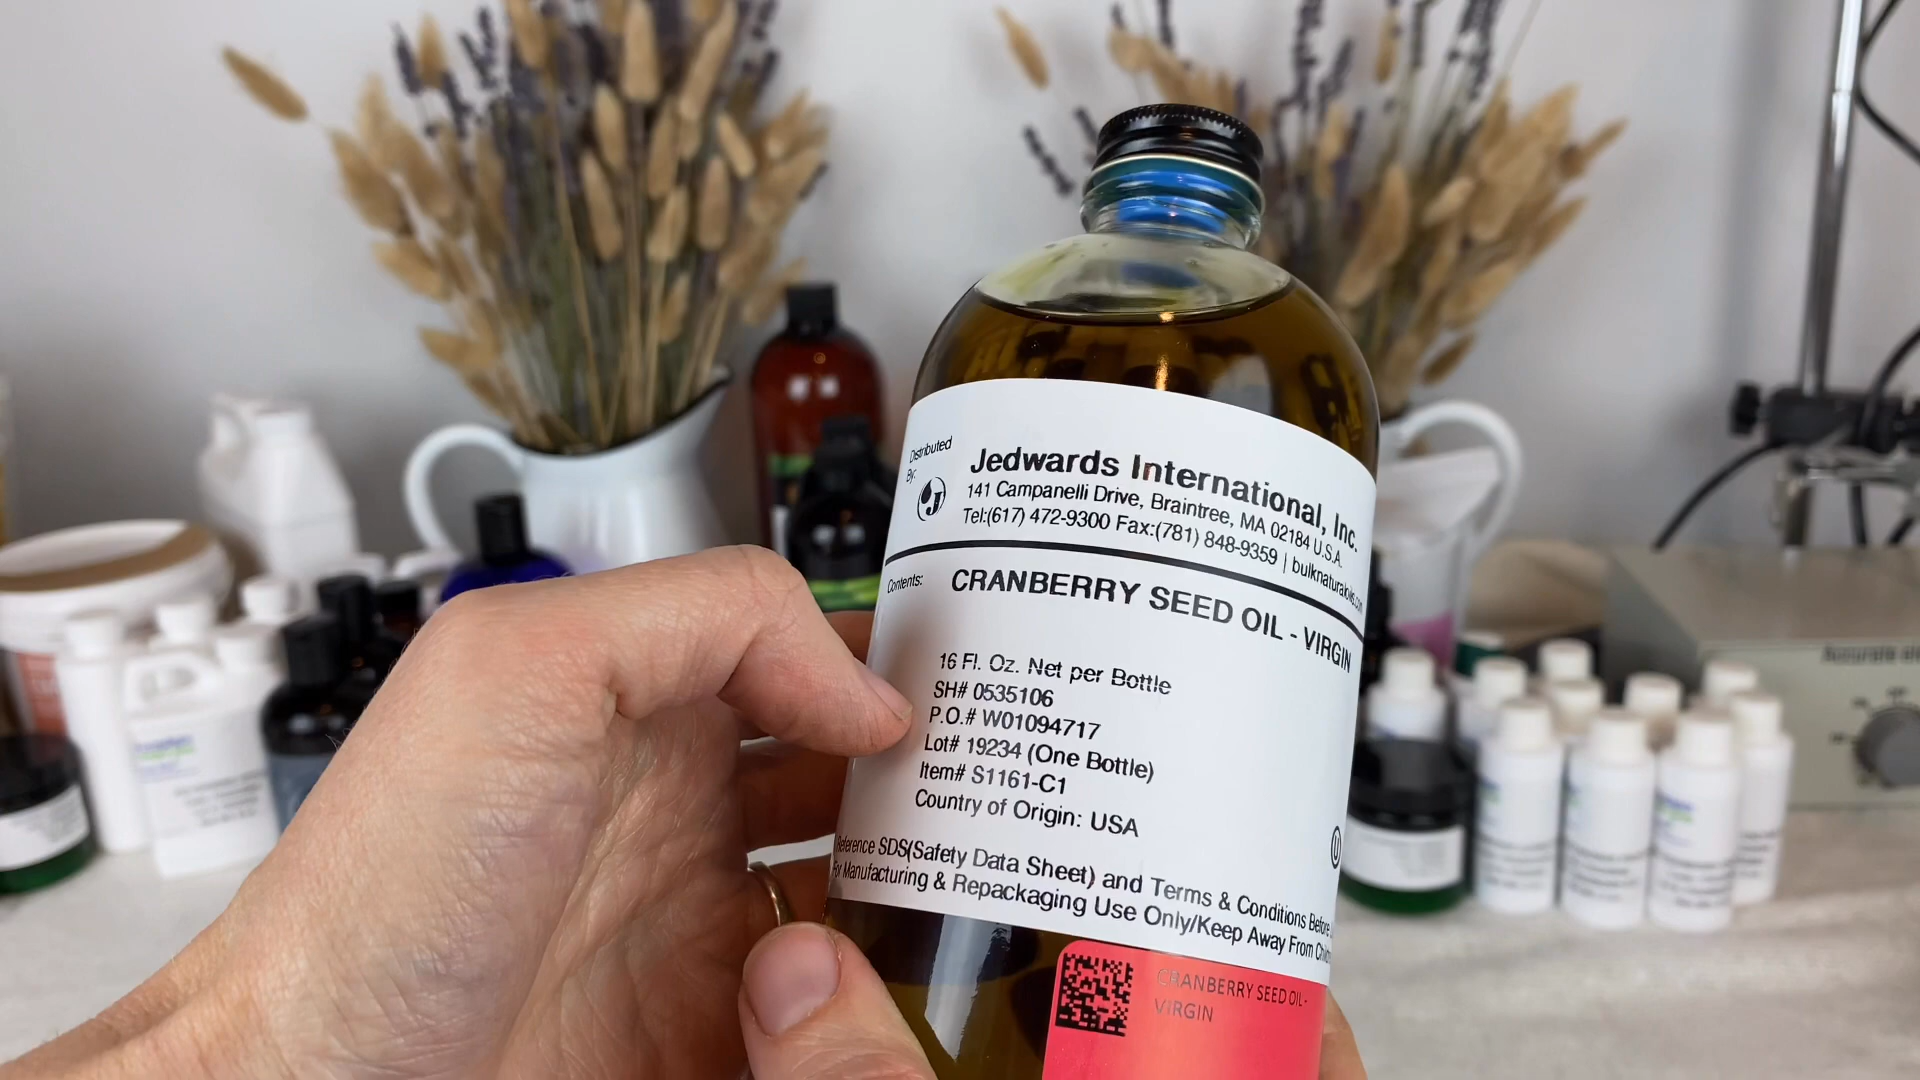 Distributed
By:
J
Jedwards International, Inc.
141 Campanelli Drive, Braintree, MA 02184 U.S.A.
Tel:(617) 472-9300 Fax:(781) 848-9359 | bulknaturaloils.com
Contents:
CRANBERRY SEED OIL - VIRGIN
16 Fl. Oz. Net per Bottle
SH# 0535106
P.O.# W01094717
Lot# 19234 (One Bottle)
Item# S1161-C1
Country of Origin: USA
Reference SDS(Safety Data Sheet) and Terms & Conditions Before
For Manufacturing & Repackaging Use Only/Keep Away From
CRANBERRY SEED OIL -
VIRGIN
Accurate